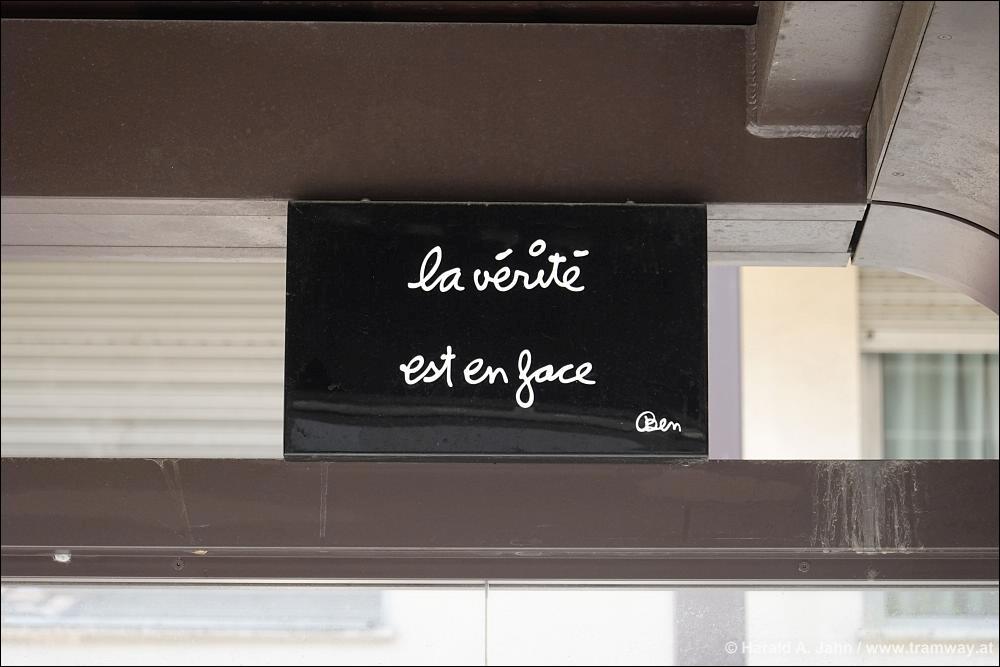 la vérité
est en face
Ben
© Harald A. Jahn / www.tramway.at